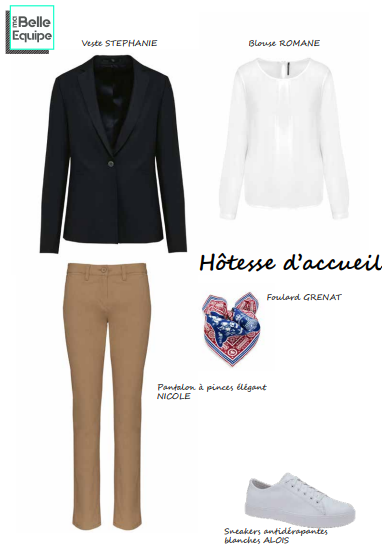 ma
Belle
Equipe
Veste STEPHANIE
Blouse ROMANE
Hôtesse d'accueil
Foulard GRENAT
Pantalon à pinces élégant
NICOLE
Sneakers antidérapantes
blanches ALOIS